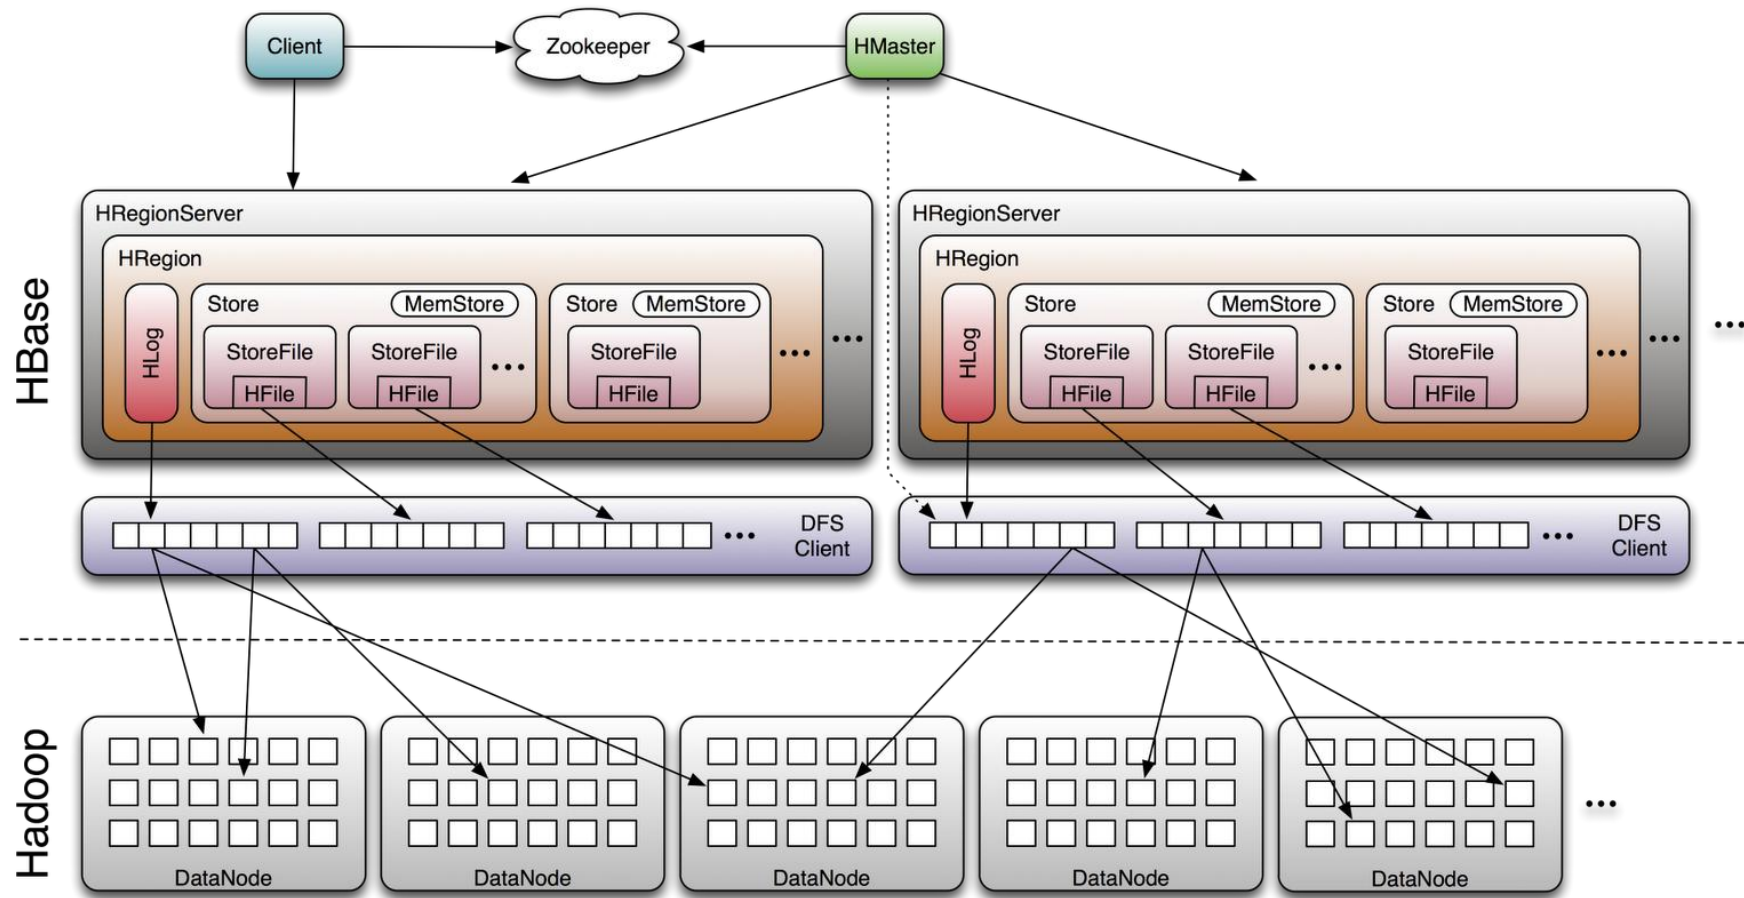 Client
Zookeeper
HMaster
HBase
HRegionServer
HRegion
HLog
Store
MemStore
StoreFile
HFile
StoreFile
HFile
...
Store
MemStore
StoreFile
HFile
...
...
HRegionServer
HRegion
HLog
Store
MemStore
StoreFile
HFile
StoreFile
HFile
...
Store
MemStore
StoreFile
HFile
...
...
...
...
DFS
Client
...
DFS
Client
Hadoop
DataNode
DataNode
DataNode
DataNode
DataNode
...